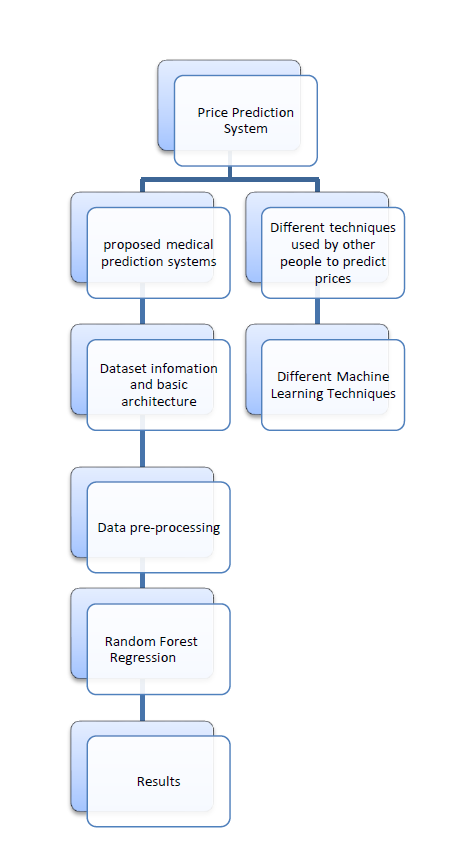 Price Prediction
System
proposed medical
prediction systems
Different techniques
used by other
people to predict
prices
Dataset infomation
and basic
architecture
Different Machine
Learning Techniques
Data pre-processing
Random Forest
Regression
Results